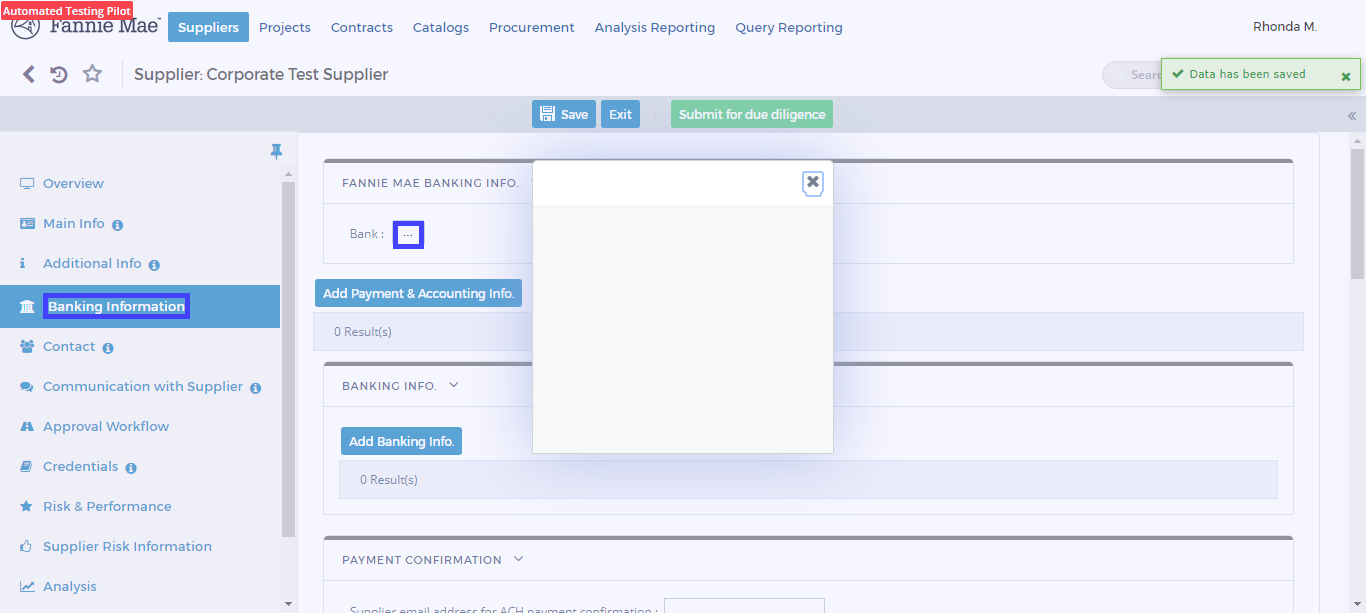 Automated Testing Pilot
Fannie Mae
Suppliers Projects Contracts Catalogs Procurement Analysis Reporting Query Reporting
Rhonda M.
Supplier: Corporate Test Supplier
Data has been saved
Save Exit Submit for due diligence
Overview
Main Info
Additional Info
Banking Information
Contact
Communication with Supplier
Approval Workflow
Credentials
Risk & Performance
Supplier Risk Information
Analysis
FANNIE MAE BANKING INFO.
Bank : ...
Add Payment & Accounting Info.
0 Result(s)
BANKING INFO.
Add Banking Info.
0 Result(s)
PAYMENT CONFIRMATION
Supplier email address for ACH payment confirmation :